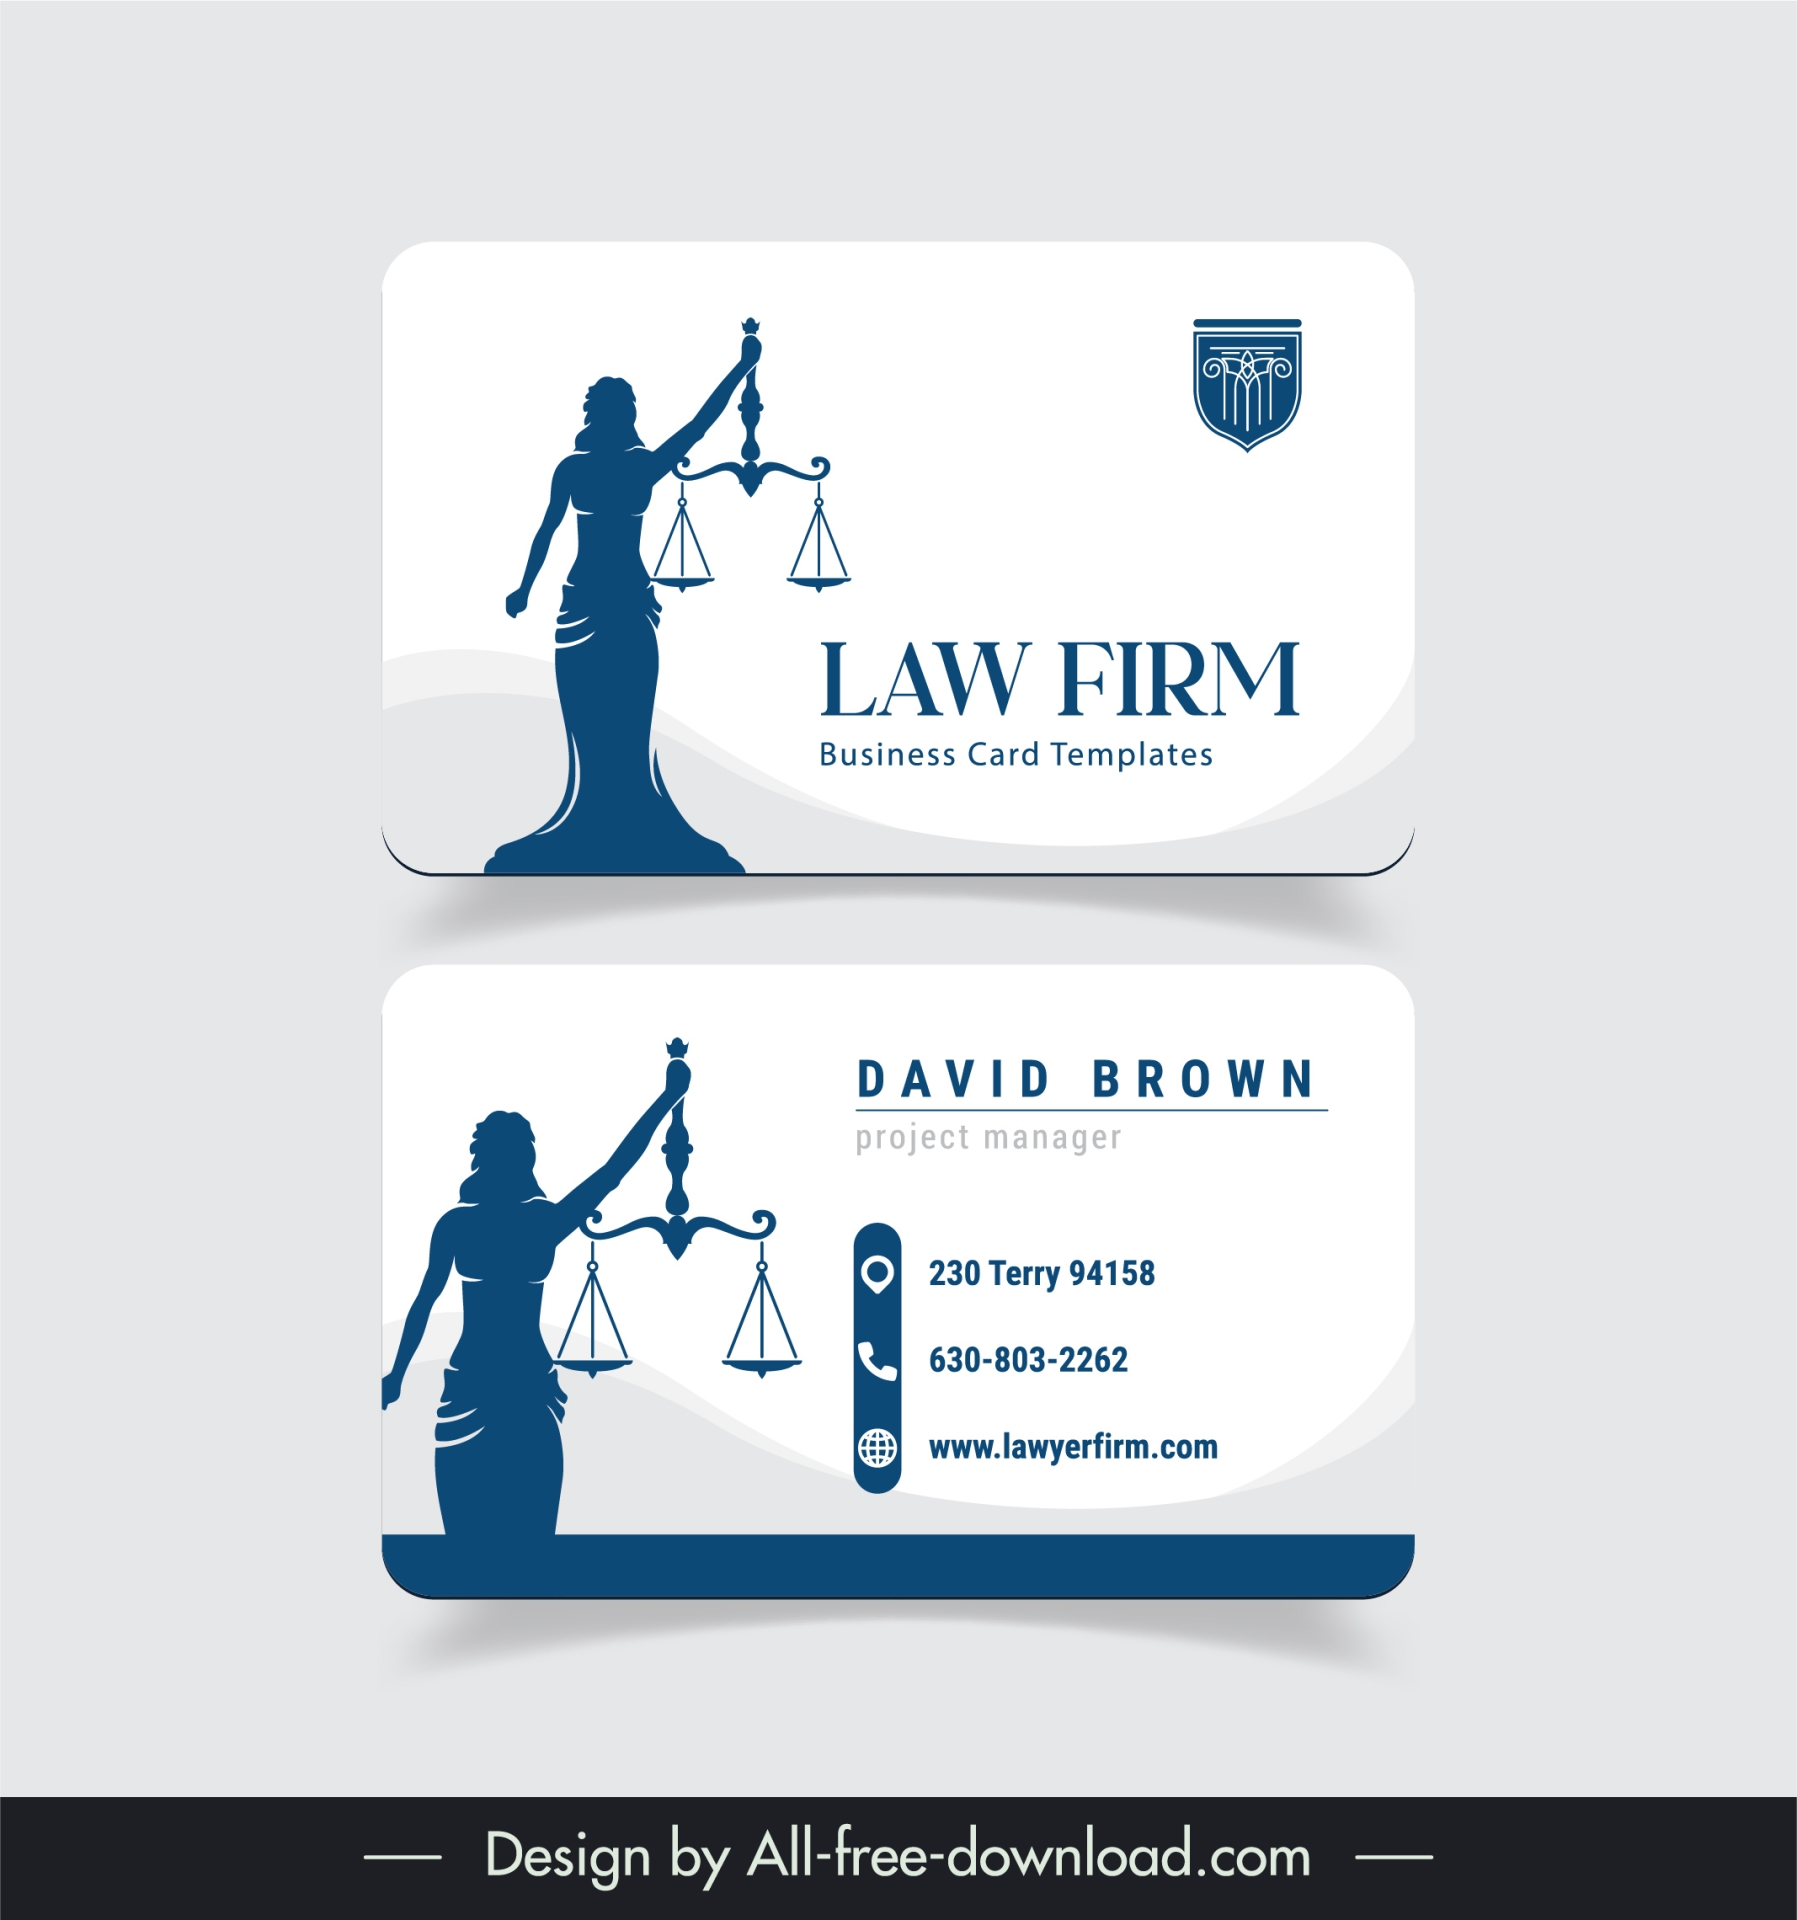 LAW FIRM
Business Card Templates
DAVID BROWN
project manager
230 Terry 94158
630-803-2262
www.lawyerfirm.com
Design by All-free-download.com